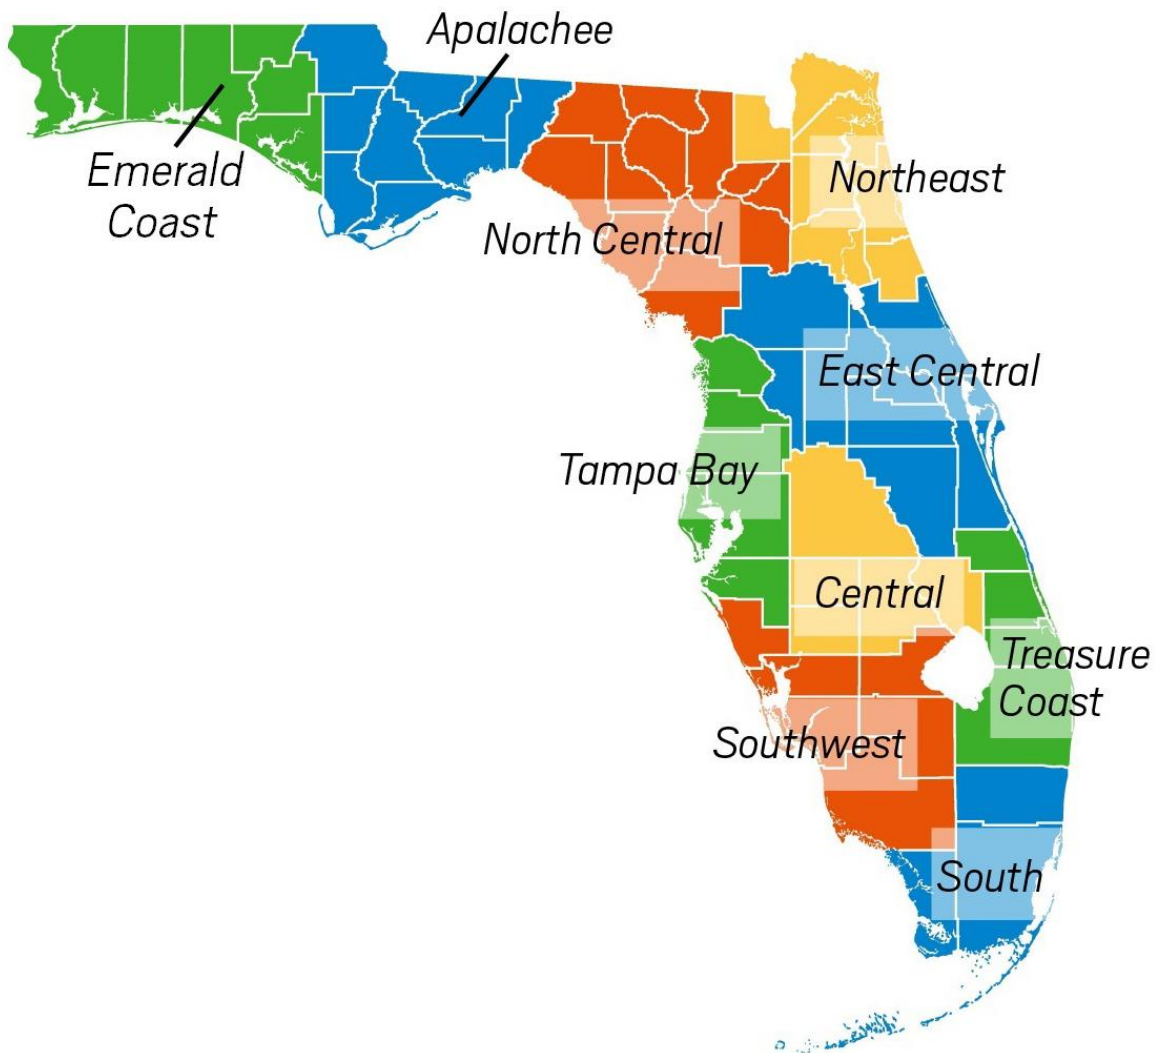 Apalachee
Emerald
Coast
Northeast
North Central
East Central
Tampa Bay
Central
Treasure
Coast
Southwest
South